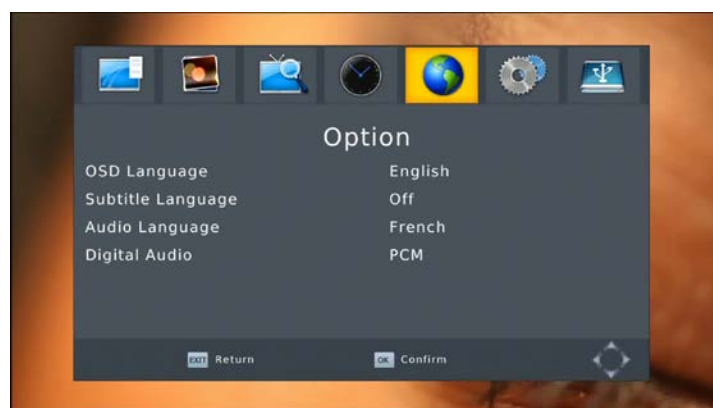 Option
OSD Language English
Subtitle Language Off
Audio Language French
Digital Audio PCM
EXIT Return OK Confirm